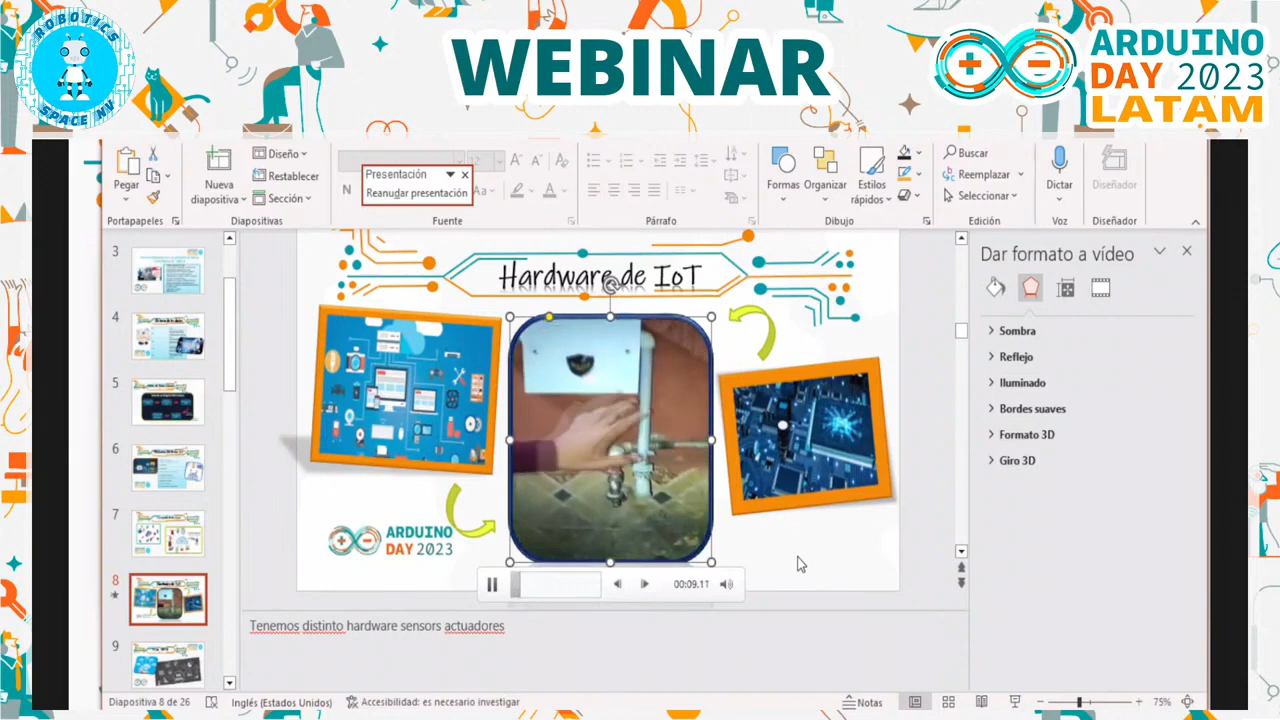 ROBOTICS
SPACE NV
WEBINAR
ARDUINO
DAY 2023
LATAM
Pegar
Nueva
diapositiva
Diseño
Restablecer
Sección
Presentación
Reanudar presentación
12
N
Aa
Formas
Organizar
Estilos
rápidos
Buscar
Reemplazar
Seleccionar
Dictar
Diseñador
Portapapeles
Diapositivas
Fuente
Párrafo
Dibujo
Edición
Voz
Diseñador
3
4
5
6
7
8
9
Hardware de IoT
ARDUINO
DAY 2023
00:09.11
Tenemos distinto hardware sensors actuadores
Dar formato a vídeo
Sombra
Reflejo
Iluminado
Bordes suaves
Formato 3D
Giro 3D
Diapositiva 8 de 26
Inglés (Estados Unidos)
Accesibilidad: es necesario investigar
Notas
75%